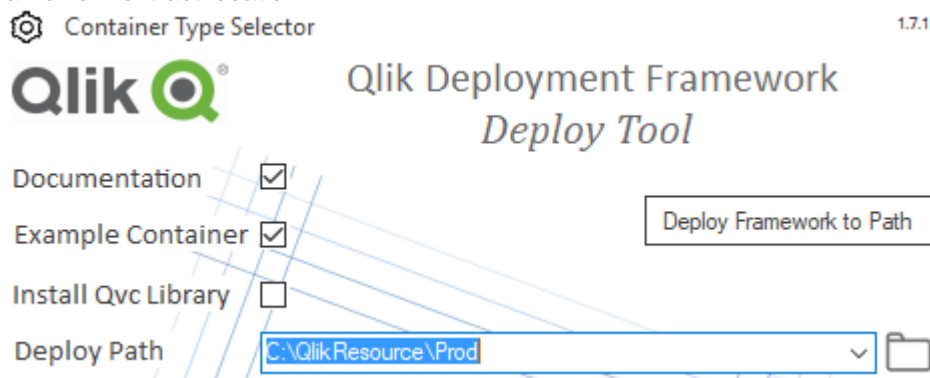 Container Type Selector 1.7.1
Qlik Qlik Deployment Framework
Deploy Tool
Documentation
Deploy Framework to Path
Example Container
Install Qvc Library
Deploy Path C:\QlikResource\Prod